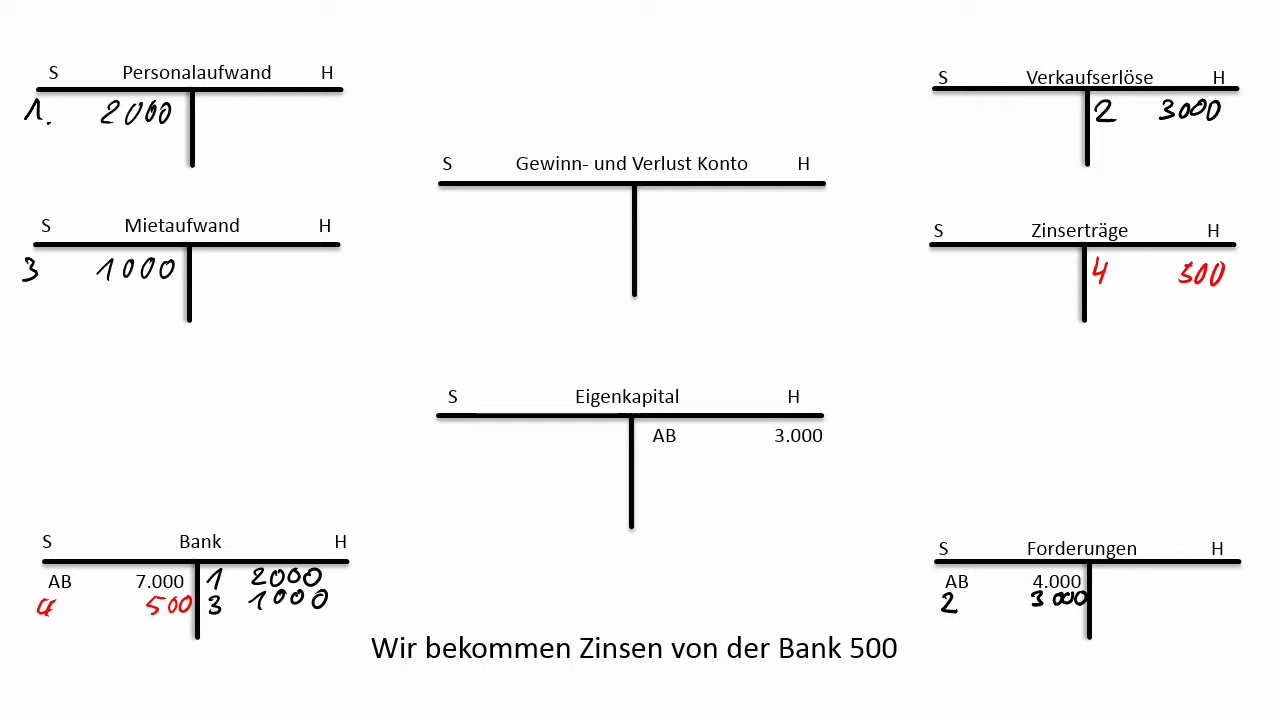 S Personalaufwand H
1. 2000
S Verkaufserlöse H
2 3000
S Gewinn- und Verlust Konto H
S Mietaufwand H
3 1000
S Zinserträge H
4 500
S Eigenkapital H
AB 3.000
S Bank H
AB 7.000 1 2000
4 500 3 1000
S Forderungen H
AB 4.000
2 3000
Wir bekommen Zinsen von der Bank 500